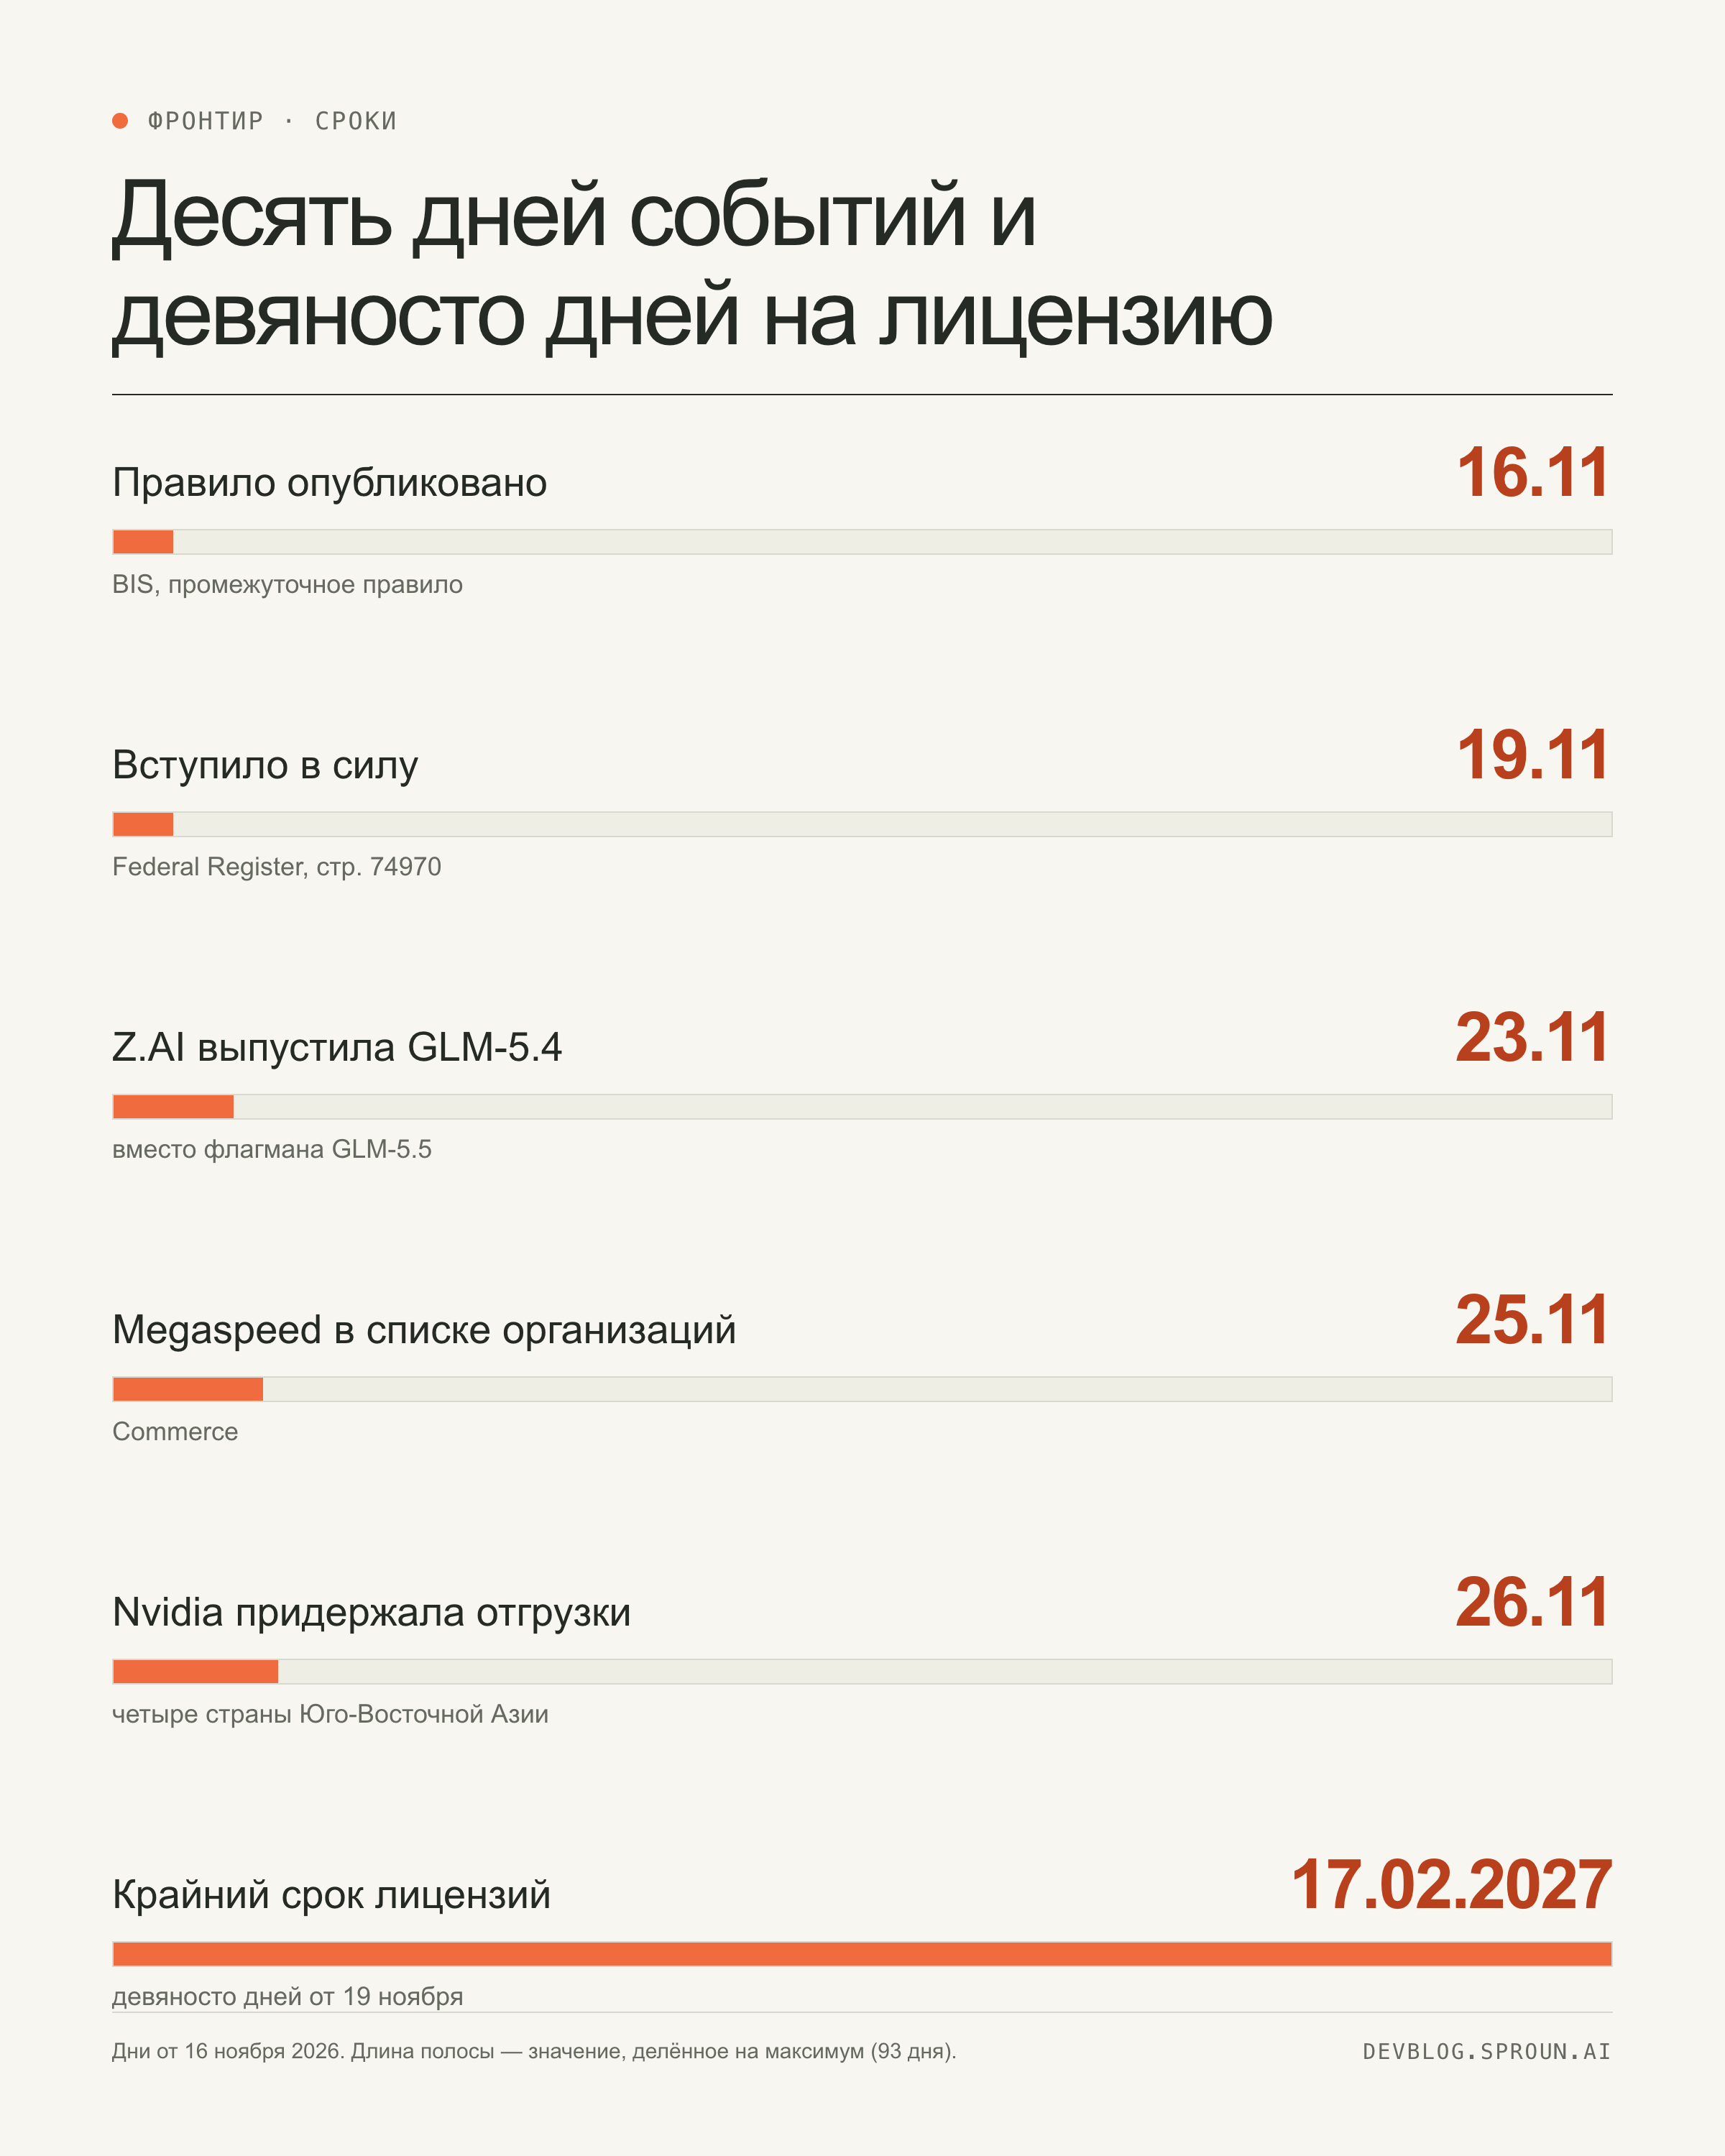 ФРОНТИР · СРОКИ
Десять дней событий и
девяносто дней на лицензию
Правило опубликовано
16.11
BIS, промежуточное правило
Вступило в силу
19.11
Federal Register, стр. 74970
Z.AI выпустила GLM-5.4
23.11
вместо флагмана GLM-5.5
Megaspeed в списке организаций
25.11
Commerce
Nvidia придержала отгрузки
26.11
четыре страны Юго-Восточной Азии
Крайний срок лицензий
17.02.2027
девяносто дней от 19 ноября
Дни от 16 ноября 2026. Длина полосы — значение, делённое на максимум (93 дня).
DEVBLOG.SPROUN.AI